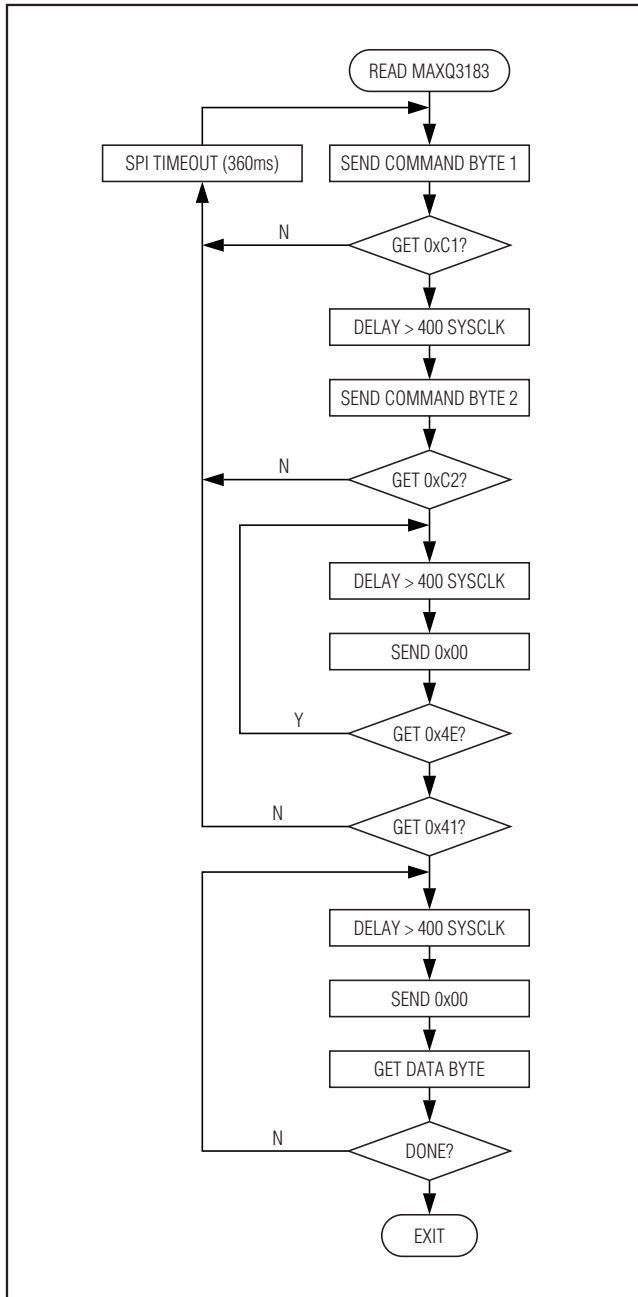 READ MAXQ3183
SPI TIMEOUT (360ms)
SEND COMMAND BYTE 1
N
GET 0xC1?
DELAY > 400 SYSCLK
SEND COMMAND BYTE 2
N
GET 0xC2?
DELAY > 400 SYSCLK
SEND 0x00
Y
GET 0x4E?
N
GET 0x41?
DELAY > 400 SYSCLK
SEND 0x00
GET DATA BYTE
N
DONE?
EXIT